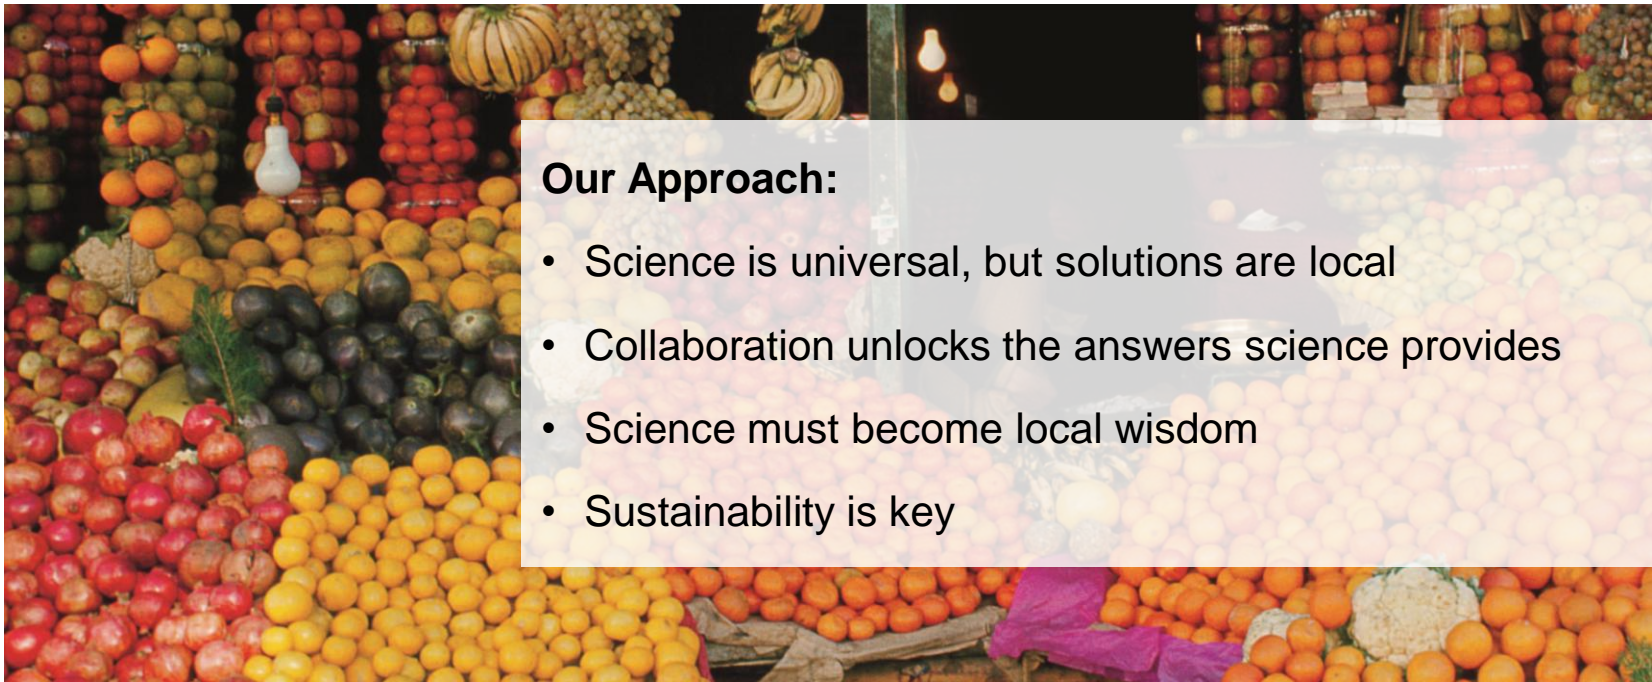 Our Approach:
• Science is universal, but solutions are local
• Collaboration unlocks the answers science provides
• Science must become local wisdom
• Sustainability is key